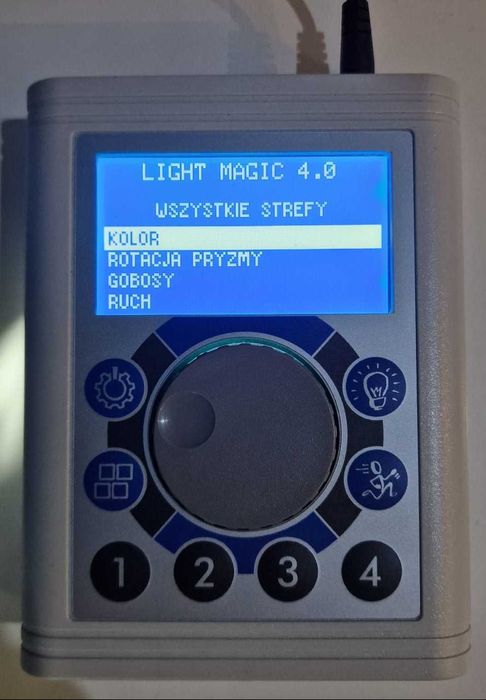 LIGHT MAGIC 4.0
WSZYSTKIE STREFY
KOLOR
ROTACJA PRYZMY
GOBOSY
RUCH
1 2 3 4